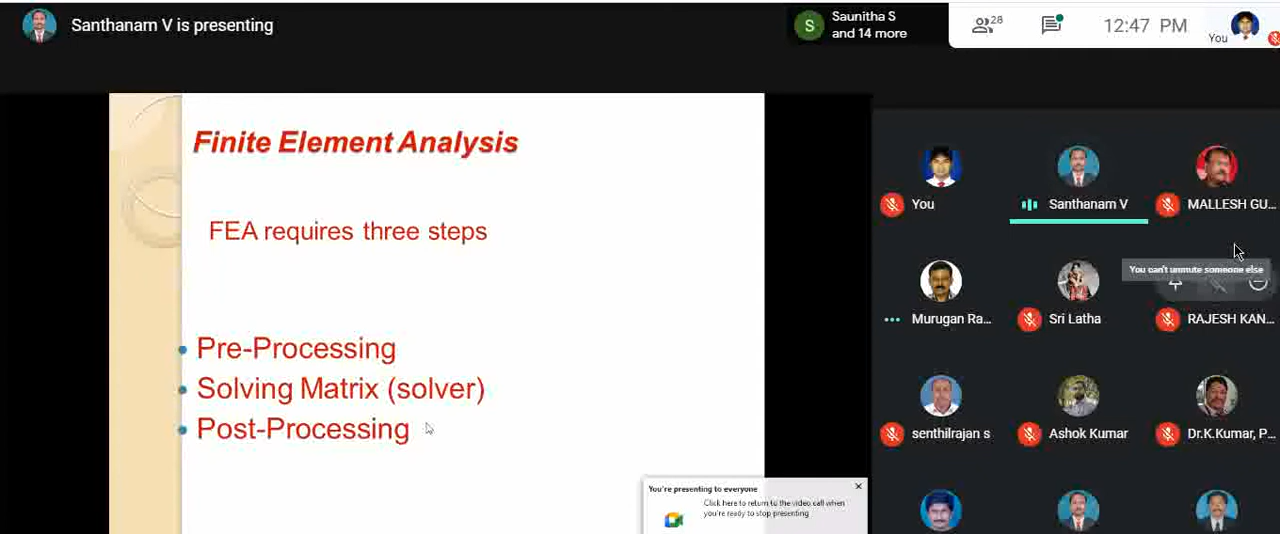 Santhanam V is presenting
S
Saunitha S
and 14 more
28
12:47 PM
You
Finite Element Analysis
FEA requires three steps
Pre-Processing
Solving Matrix (solver)
Post-Processing
You
Santhanam V
MALLESH GU...
You can't unmute someone else
Murugan Ra...
Sri Latha
RAJESH KAN...
senthilrajan s
Ashok Kumar
Dr.K.Kumar, P...
You're presenting to everyone
Click here to return to the video call when
you're ready to stop presenting